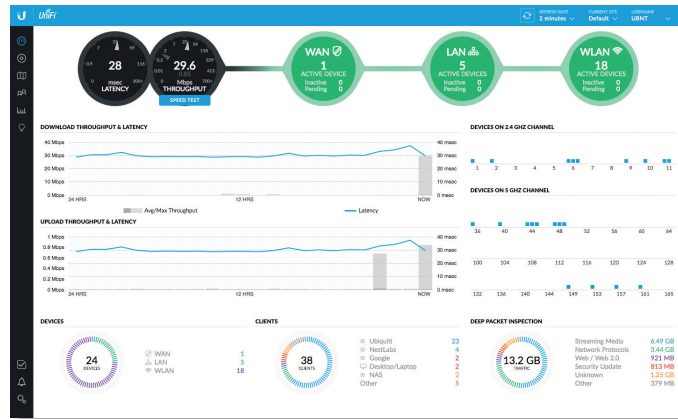 UniFi
REFRESH RATE
2 minutes
CURRENT SITE
Default
USERNAME
UBNT
28
msec
LATENCY
29.6
0.85
Mbps
THROUGHPUT
SPEED TEST
WAN
1
ACTIVE DEVICE
Inactive 0
Pending 0
LAN
5
ACTIVE DEVICES
Inactive 0
Pending 0
WLAN
18
ACTIVE DEVICES
Inactive 0
Pending 0
DOWNLOAD THROUGHPUT & LATENCY
40 Mbps 40 msec
30 Mbps 30 msec
20 Mbps 20 msec
10 Mbps 10 msec
0 Mbps 0 msec
24 HRS 12 HRS NOW
Avg/Max Throughput Latency
UPLOAD THROUGHPUT & LATENCY
1 Mbps 40 msec
0.8 Mbps
0.6 Mbps 30 msec
20 msec
0.4 Mbps
0.2 Mbps 10 msec
0 Mbps 0 msec
24 HRS 12 HRS NOW
DEVICES ON 2.4 GHZ CHANNEL
1 2 3 4 5 6 7 8 9 10 11
DEVICES ON 5 GHZ CHANNEL
36 40 44 48 52 56 60 64
100 104 108 112 116 120 124 128
132 136 140 144 149 153 157 161 165
DEVICES
24
DEVICES
WAN 1
LAN 5
WLAN 18
CLIENTS
38
CLIENTS
Ubiquiti 23
NestLabs 4
Google 2
Desktop/Laptop 2
NAS 2
Other 5
DEEP PACKET INSPECTION
13.2 GB
TRAFFIC
Streaming Media 6.49 GB
Network Protocols 3.44 GB
Web / Web 2.0 921 MB
Security Update 813 MB
Unknown 1.25 GB
Other 379 MB